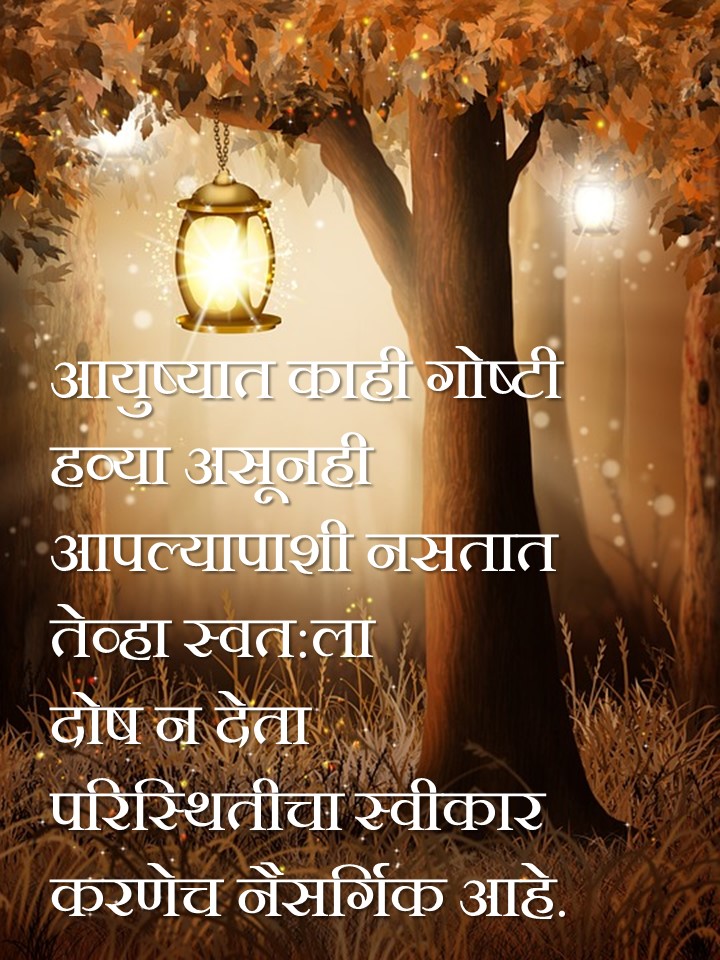 आयुष्यात काही गोष्टी
हव्या असूनही
आपल्यापाशी नसतात
तेव्हा स्वत:ला
दोष न देता
परिस्थितीचा स्वीकार
करणेच नैसर्गिक आहे.